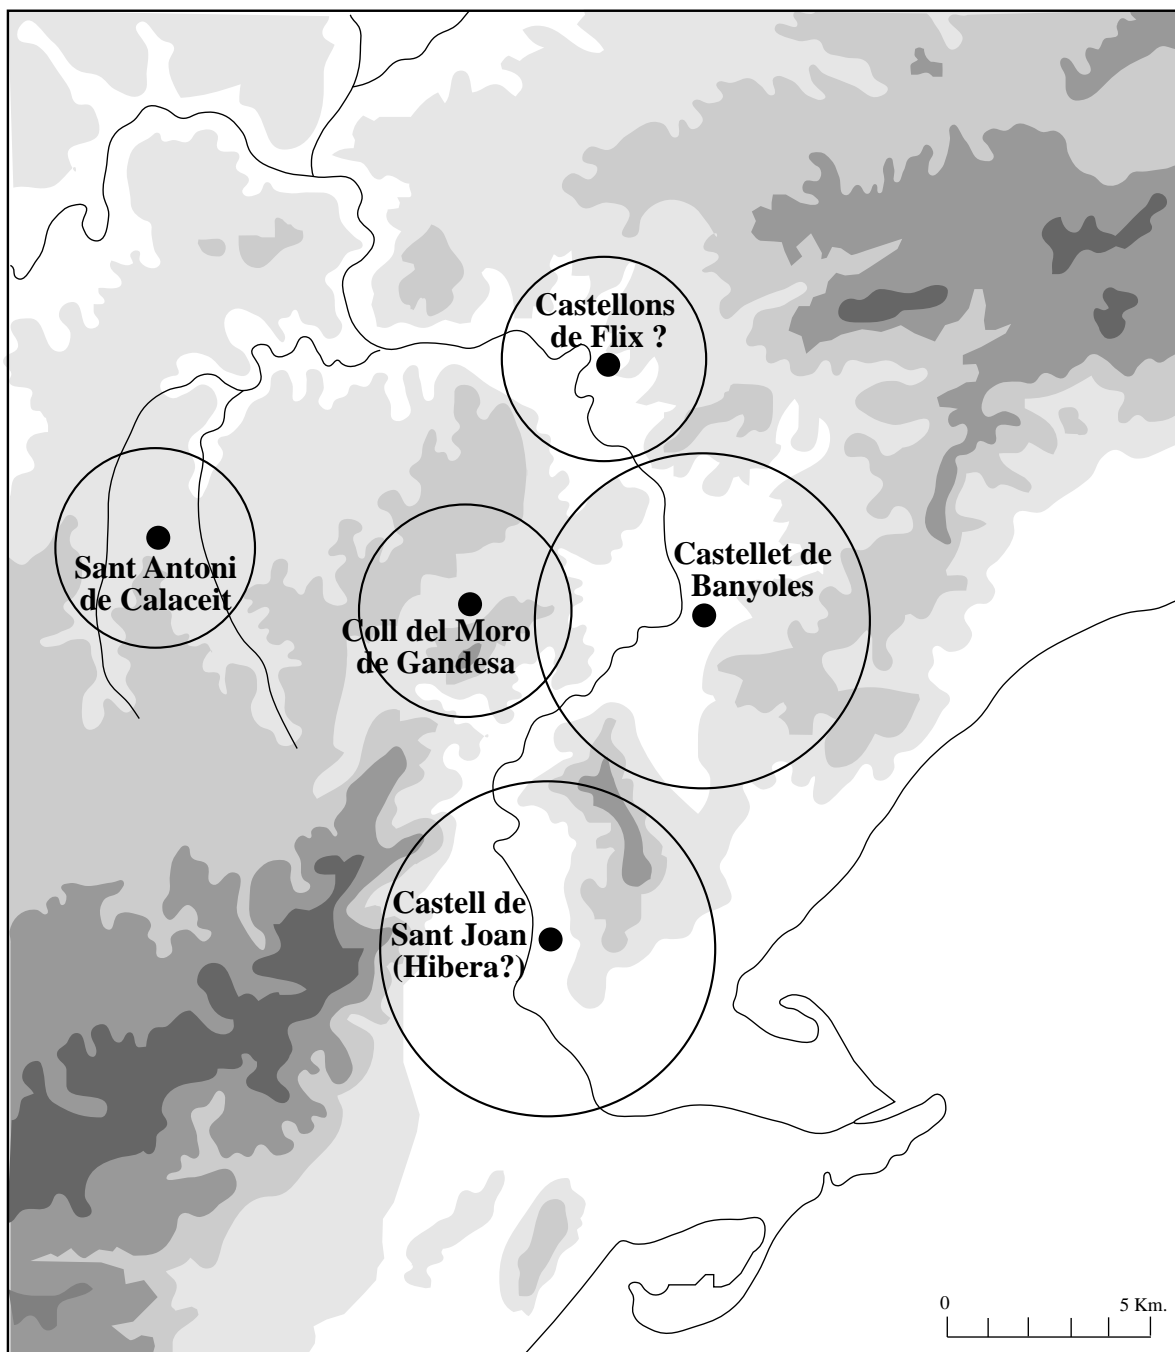 Castellons
de Flix ?
Sant Antoni
de Calaceit
Castellet de
Banyoles
Coll del Moro
de Gandesa
Castell de
Sant Joan
(Hibera?)
0 5 Km.